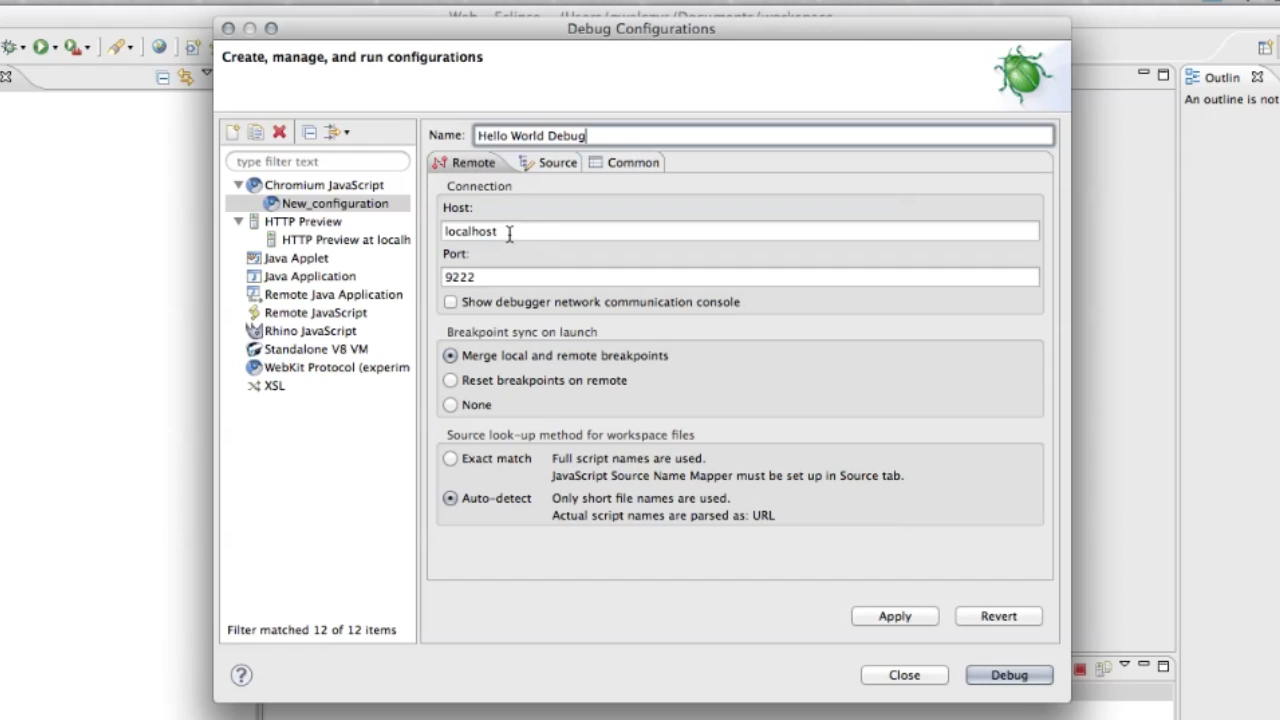 Debug Configurations
Create, manage, and run configurations
Outlin
An outline is not
type filter text
Chromium JavaScript
New_configuration
HTTP Preview
HTTP Preview at localh
Java Applet
Java Application
Remote Java Application
Remote JavaScript
Rhino JavaScript
Standalone V8 VM
WebKit Protocol (experim
XSL
Filter matched 12 of 12 items
Name: Hello World Debug
Remote Source Common
Connection
Host:
localhost
Port:
9222
Show debugger network communication console
Breakpoint sync on launch
Merge local and remote breakpoints
Reset breakpoints on remote
None
Source look-up method for workspace files
Exact match Full script names are used.
JavaScript Source Name Mapper must be set up in Source tab.
Auto-detect Only short file names are used.
Actual script names are parsed as: URL
Apply Revert
Close Debug